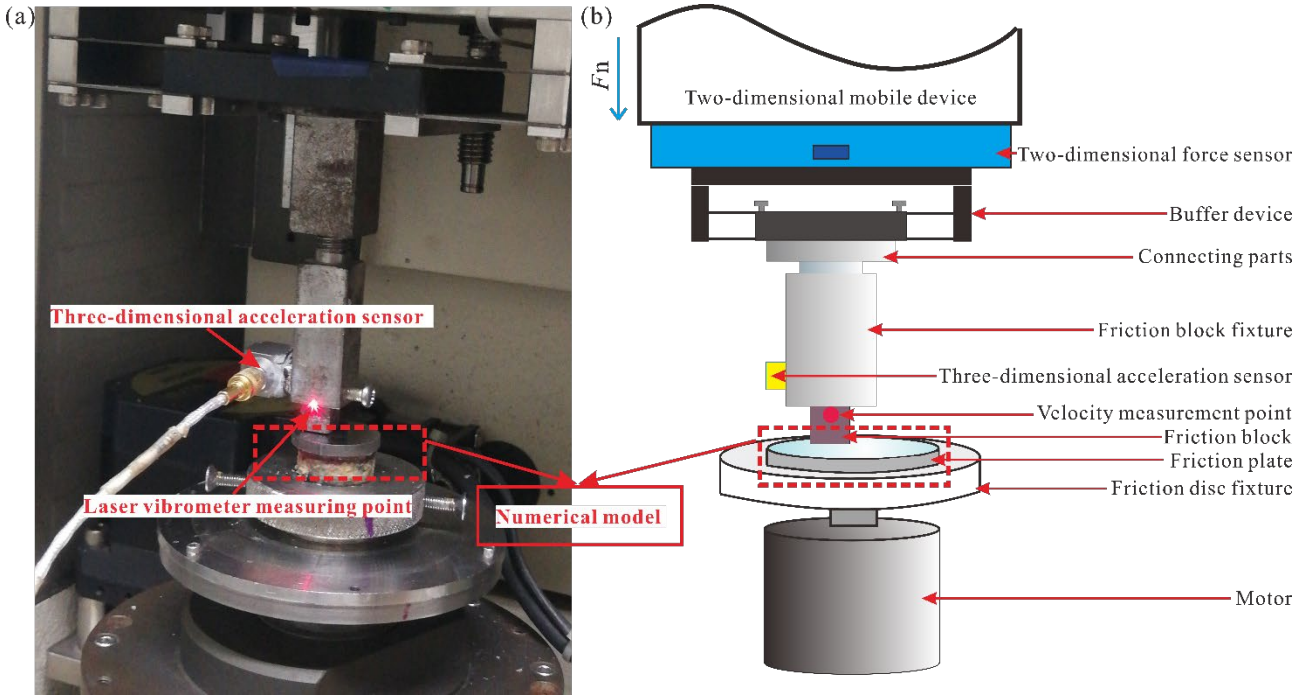 (a)
Three-dimensional acceleration sensor
Laser vibrometer measuring point
Numerical model
(b)
Fn
Two-dimensional mobile device
Two-dimensional force sensor
Buffer device
Connecting parts
Friction block fixture
Three-dimensional acceleration sensor
Velocity measurement point
Friction block
Friction plate
Friction disc fixture
Motor